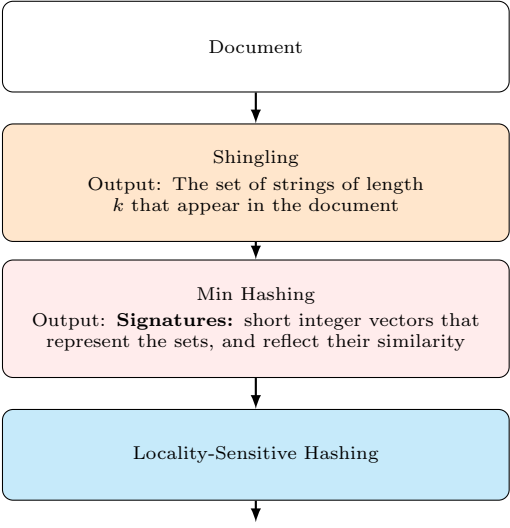 Document
Shingling
Output: The set of strings of length
k that appear in the document
Min Hashing
Output: Signatures: short integer vectors that
represent the sets, and reflect their similarity
Locality-Sensitive Hashing